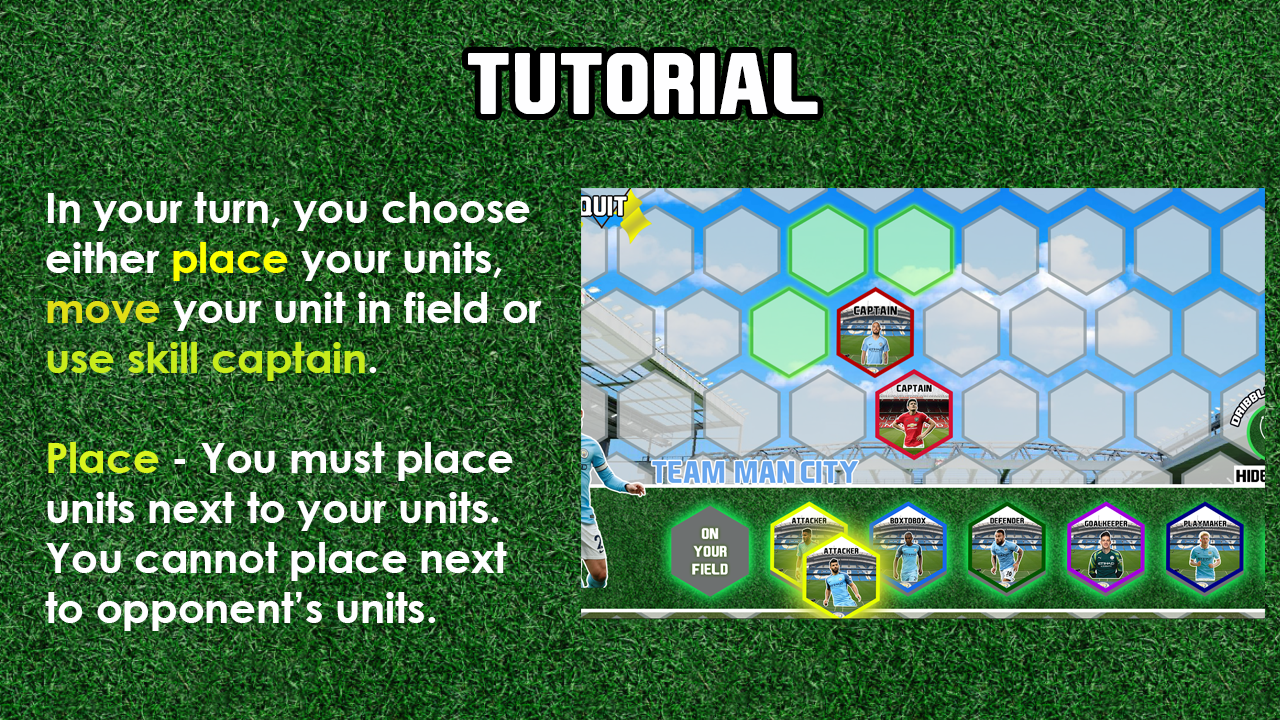 TUTORIAL
In your turn, you choose
either place your units,
move your unit in field or
use skill captain.
Place - You must place
units next to your units.
You cannot place next
to opponent’s units.
QUIT
CAPTAIN
CAPTAIN
TEAM MAN CITY
HIDE
ON
YOUR
FIELD
ATTACKER
ATTACKER
BOXTOBOX
DEFENDER
GOALKEEPER
PLAYMAKER